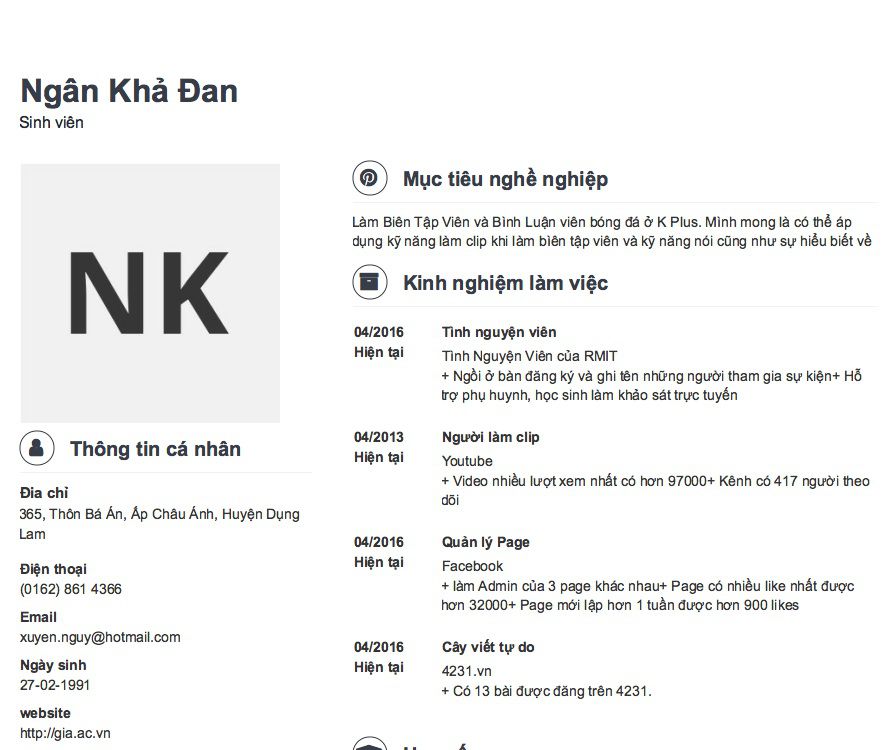 Ngân Khả Đan
Sinh viên
NK
Thông tin cá nhân
Đia chỉ
365, Thôn Bá Án, Ấp Châu Ánh, Huyện Dụng
Lam
Điện thoại
(0162) 861 4366
Email
xuyen.nguy@hotmail.com
Ngày sinh
27-02-1991
website
http://gia.ac.vn
Mục tiêu nghề nghiệp
Làm Biên Tập Viên và Bình Luận viên bóng đá ở K Plus. Mình mong là có thể áp
dụng kỹ năng làm clip khi làm bièn tập viên và kỹ năng nói cũng như sự hiểu biết về
Kinh nghiệm làm việc
04/2016 Tình nguyện viên
Hiện tại Tình Nguyện Viên của RMIT
+ Ngồi ở bàn đăng ký và ghi tên những người tham gia sự kiện+ Hỗ
trợ phụ huynh, học sinh làm khảo sát trực tuyến
04/2013 Người làm clip
Hiện tại Youtube
+ Video nhiều lượt xem nhất có hơn 97000+ Kênh có 417 người theo
dõi
04/2016 Quản lý Page
Hiện tại Facebook
+ làm Admin của 3 page khác nhau+ Page có nhiều like nhất được
hơn 32000+ Page mới lập hơn 1 tuần được hơn 900 likes
04/2016 Cây viết tự do
Hiện tại 4231.vn
+ Có 13 bài được đăng trên 4231.